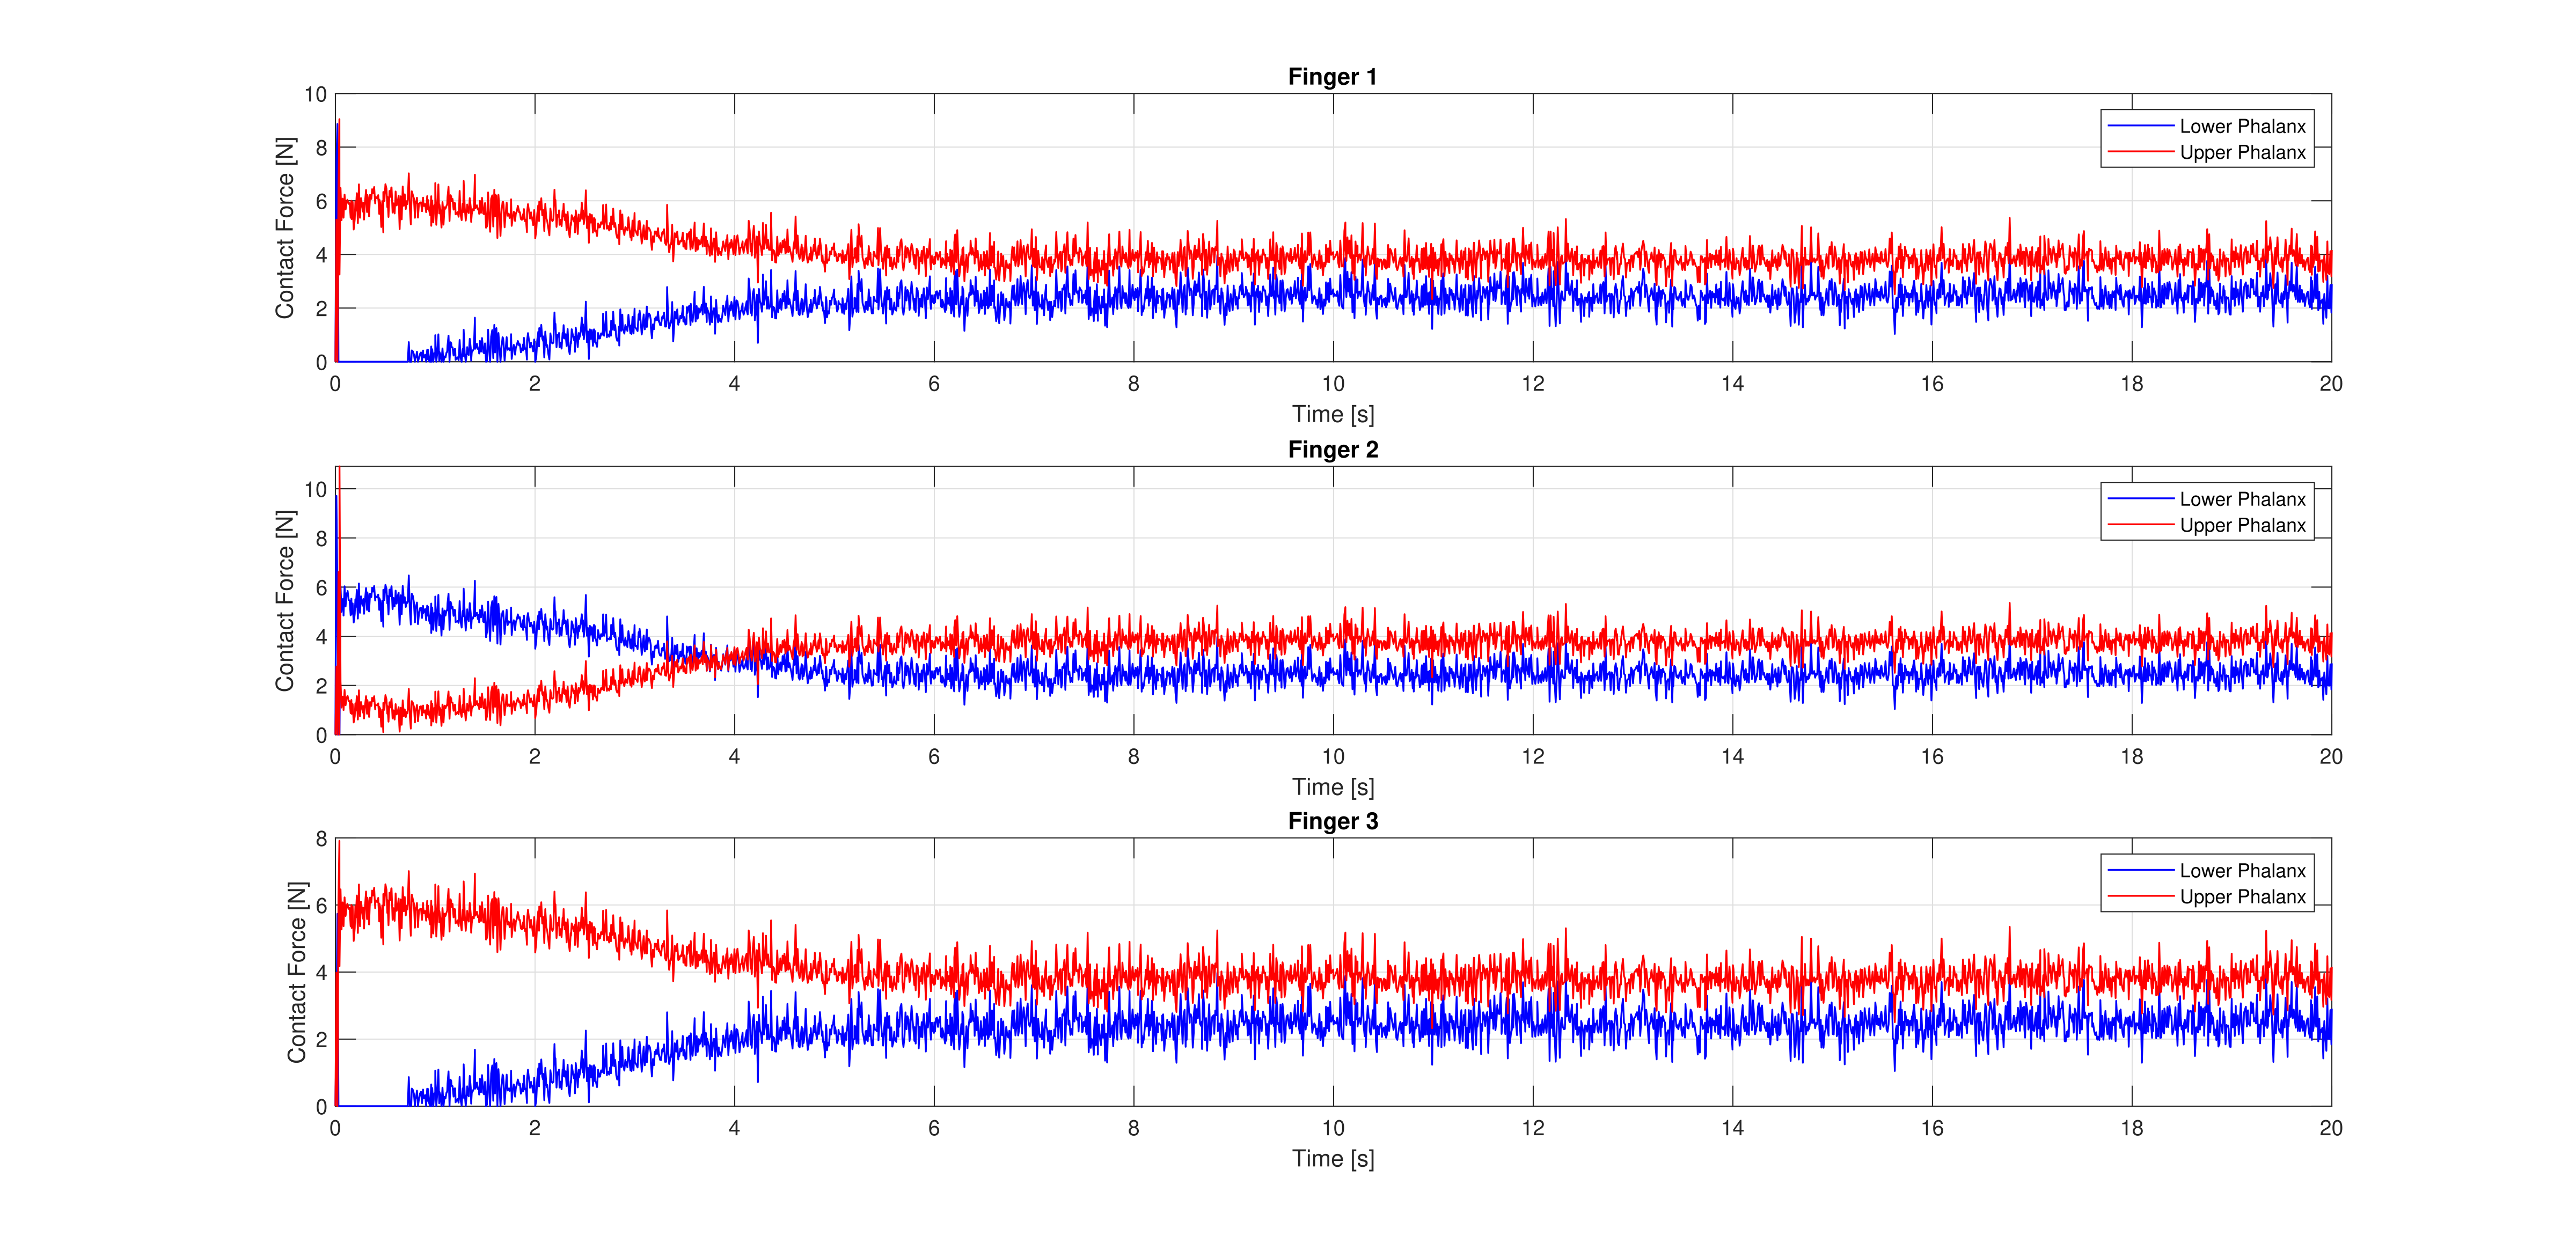 Finger 1
10
8
6
4
2
0
Contact Force [N]
Lower Phalanx
Upper Phalanx
0 2 4 6 8 10 12 14 16 18 20
Time [s]
Finger 2
10
8
6
4
2
0
Contact Force [N]
Lower Phalanx
Upper Phalanx
0 2 4 6 8 10 12 14 16 18 20
Time [s]
Finger 3
8
6
4
2
0
Contact Force [N]
Lower Phalanx
Upper Phalanx
0 2 4 6 8 10 12 14 16 18 20
Time [s]